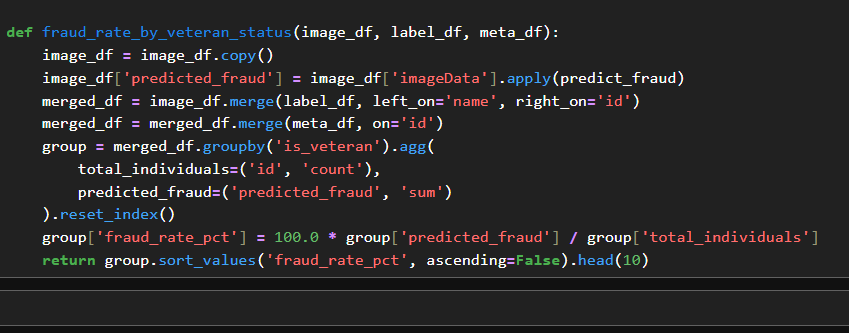 def fraud_rate_by_veteran_status(image_df, label_df, meta_df):
    image_df = image_df.copy()
    image_df['predicted_fraud'] = image_df['imageData'].apply(predict_fraud)
    merged_df = image_df.merge(label_df, left_on='name', right_on='id')
    merged_df = merged_df.merge(meta_df, on='id')
    group = merged_df.groupby('is_veteran').agg(
        total_individuals=('id', 'count'),
        predicted_fraud=('predicted_fraud', 'sum')
    ).reset_index()
    group['fraud_rate_pct'] = 100.0 * group['predicted_fraud'] / group['total_individuals']
    return group.sort_values('fraud_rate_pct', ascending=False).head(10)